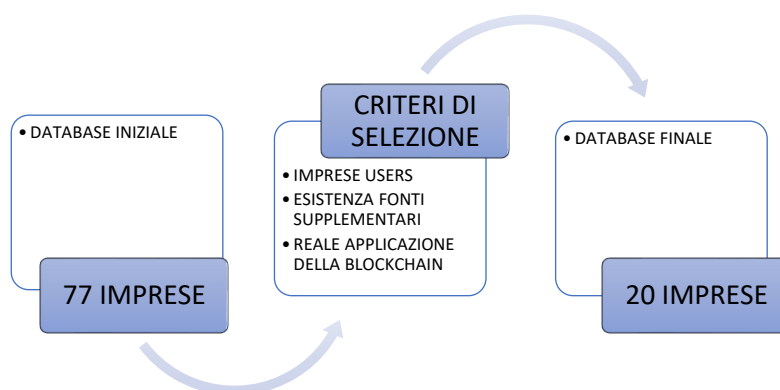 • DATABASE INIZIALE
77 IMPRESE
CRITERI DI
SELEZIONE
• IMPRESE USERS
• ESISTENZA FONTI
SUPPLEMENTARI
• REALE APPLICAZIONE
DELLA BLOCKCHAIN
• DATABASE FINALE
20 IMPRESE